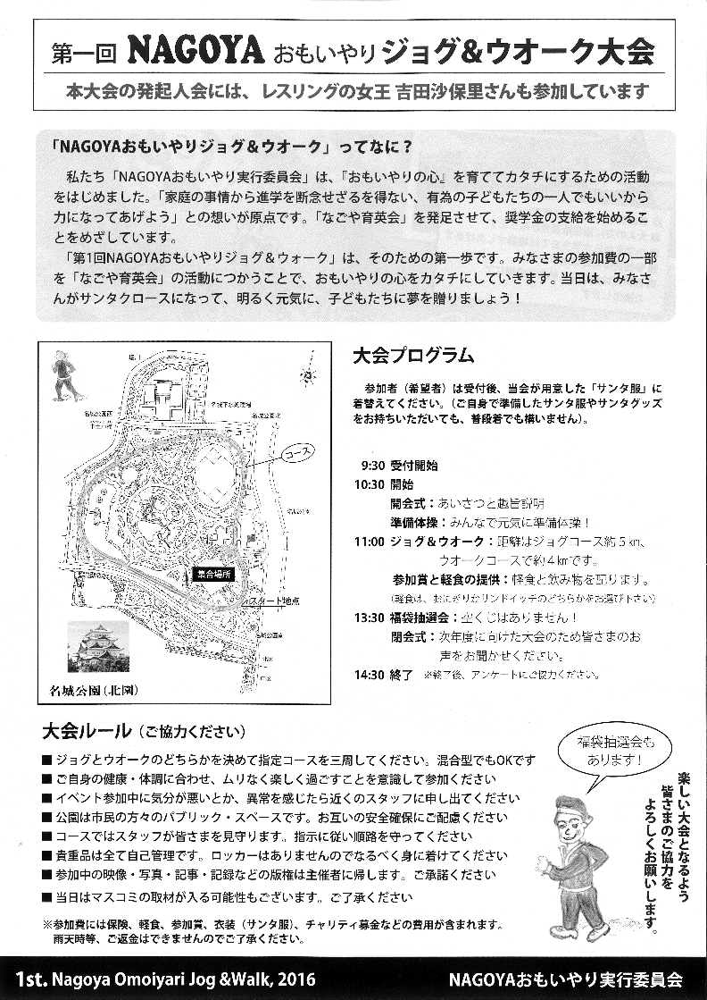 第一回 NAGOYA おもいやり ジョグ&ウオーク大会
本大会の発起人会には、レスリングの女王 吉田沙保里さんも参加しています
「NAGOYAおもいやりジョグ＆ウオーク」ってなに？
私たち「NAGOYAおもいやり実行委員会」は、『おもいやりの心』を育ててカタチにするための活動
をはじめました。「家庭の事情から進学を断念せざるを得ない、有為の子どもたちの一人でもいいから
力になってあげよう」との想いが原点です。「なごや育英会」を発足させて、奨学金の支給を始めるこ
とをめざしています。
「第1回NAGOYAおもいやりジョグ＆ウォーク」は、そのための第一歩です。みなさまの参加費の一部
を「なごや育英会」の活動につかうことで、おもいやりの心をカタチにしていきます。当日は、みなさ
んがサンタクロースになって、明るく元気に、子どもたちに夢を贈りましょう！
堀川
名城下水処理場
名城公園西
名城公園北
コース
名城公園
集合場所
スタート地点
名城公園南
北区
中区
名城公園(北園)
大会プログラム
参加者（希望者）は受付後、当会が用意した「サンタ服」に
着替えてください。（ご自身で準備したサンタ服やサンタグッズ
をお持ちいただいても、普段着でも構いません）。
9:30 受付開始
10:30 開始
開会式：あいさつと趣旨説明
準備体操：みんなで元気に準備体操！
11:00 ジョグ＆ウオーク：距離はジョグコース約５㎞、
ウオークコースで約４㎞です。
参加賞と軽食の提供：軽食と飲み物を配ります。
（軽食は、おにぎりかサンドイッチのどちらかをお選び下さい）
13:30 福袋抽選会：空くじはありません！
閉会式：次年度に向けた大会のため皆さまのお
声をお聞かせください。
14:30 終了 ※終了後、アンケートにご協力ください。
大会ルール（ご協力ください）
■ ジョグとウオークのどちらかを決めて指定コースを三周してください。混合型でもOKです
■ ご自身の健康・体調に合わせ、ムリなく楽しく過ごすことを意識して参加ください
■ イベント参加中に気分が悪いとか、異常を感じたら近くのスタッフに申し出てください
■ 公園は市民の方々のパブリック・スペースです。お互いの安全確保にご配慮ください
■ コースではスタッフが皆さまを見守ります。指示に従い順路を守ってください
■ 貴重品は全て自己管理です。ロッカーはありませんのでなるべく身に着けてください
■ 参加中の映像・写真・記事・記録などの版権は主催者に帰します。ご承諾ください
■ 当日はマスコミの取材が入る可能性もございます。ご了承ください
※参加費には保険、軽食、参加賞、衣装（サンタ服）、チャリティ募金などの費用が含まれます。
雨天時等、ご返金はできませんのでご了承ください。
福袋抽選会も
あります！
楽しい大会となるよう
皆さまのご協力を
よろしくお願いします。
1st. Nagoya Omoiyari Jog &Walk, 2016
NAGOYAおもいやり実行委員会